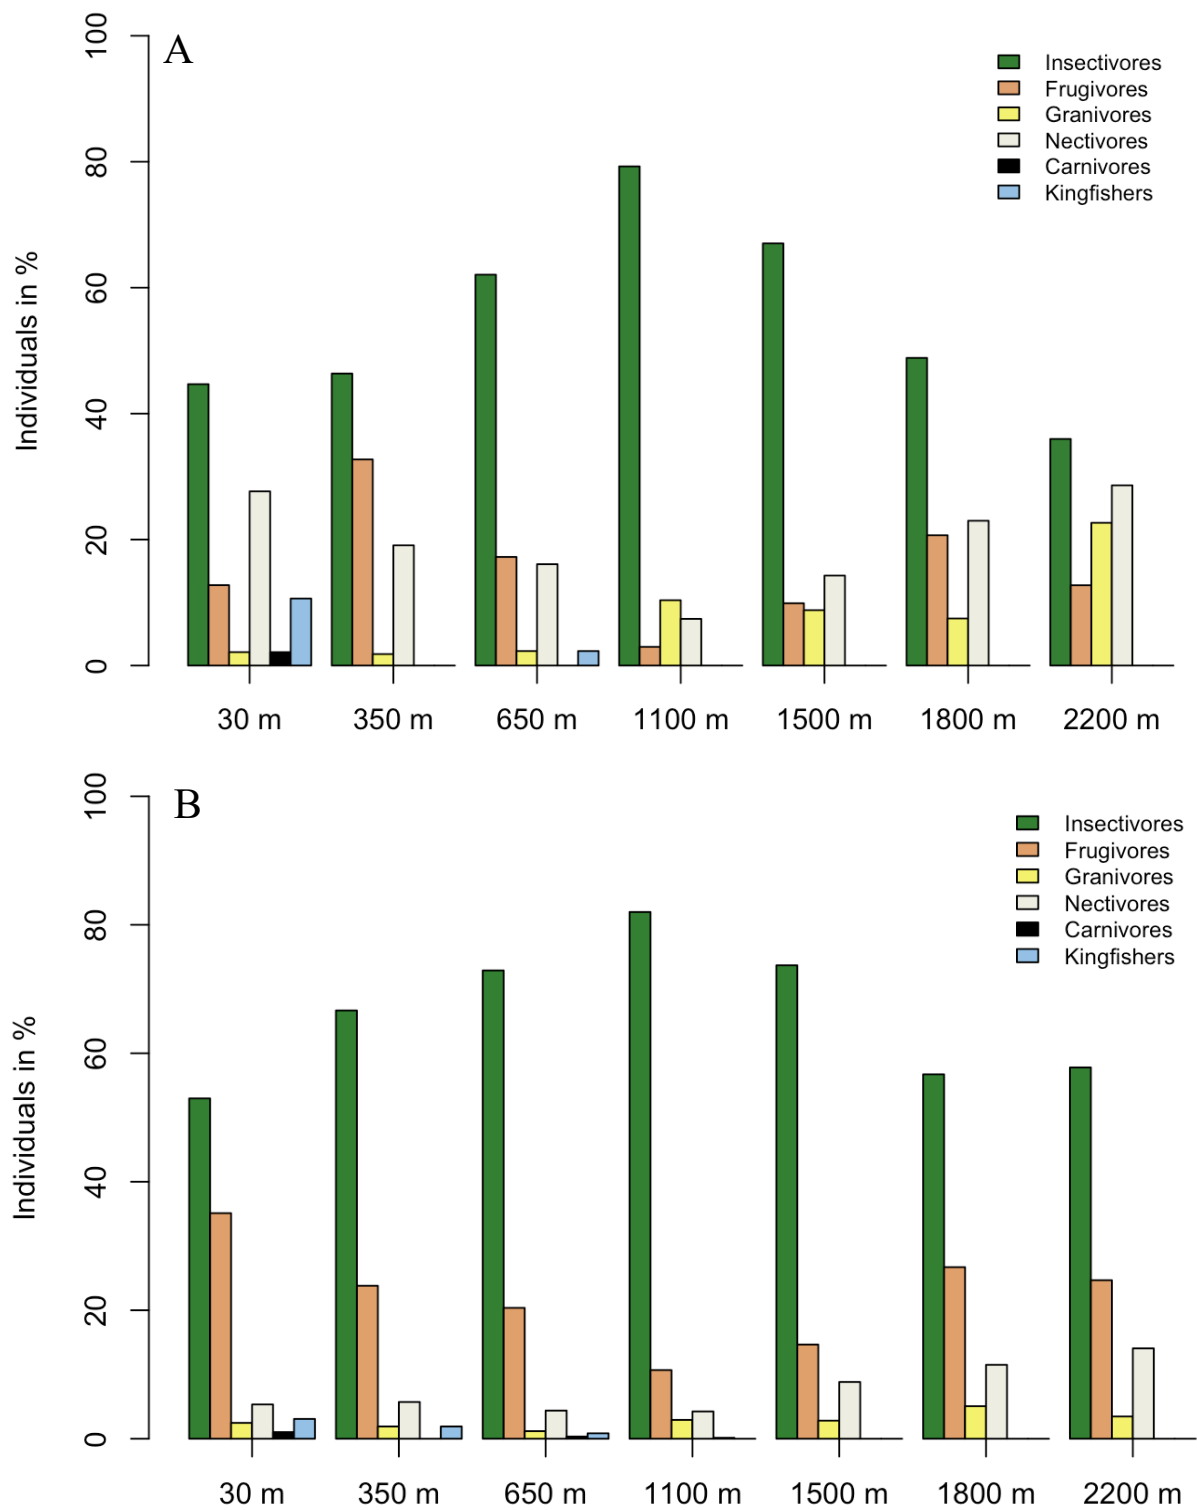 A
100
80
60
40
20
0
Individuals in %
Insectivores
Frugivores
Granivores
Nectivores
Carnivores
Kingfishers
30 m 350 m 650 m 1100 m 1500 m 1800 m 2200 m
B
100
80
60
40
20
0
Individuals in %
Insectivores
Frugivores
Granivores
Nectivores
Carnivores
Kingfishers
30 m 350 m 650 m 1100 m 1500 m 1800 m 2200 m